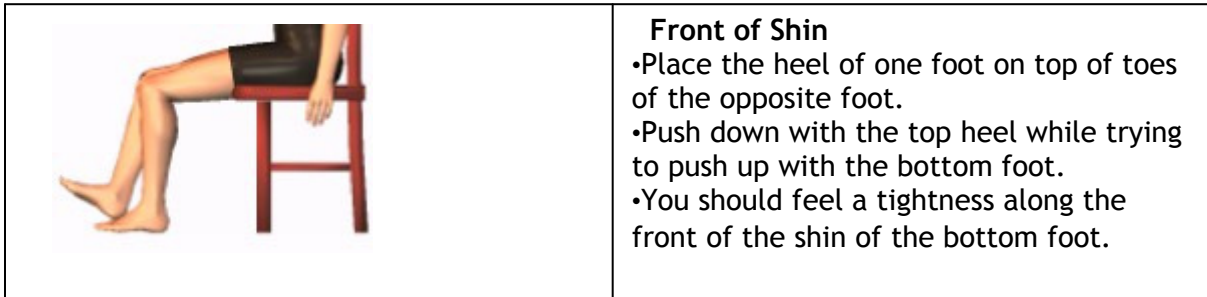 Front of Shin
•Place the heel of one foot on top of toes
of the opposite foot.
•Push down with the top heel while trying
to push up with the bottom foot.
•You should feel a tightness along the
front of the shin of the bottom foot.